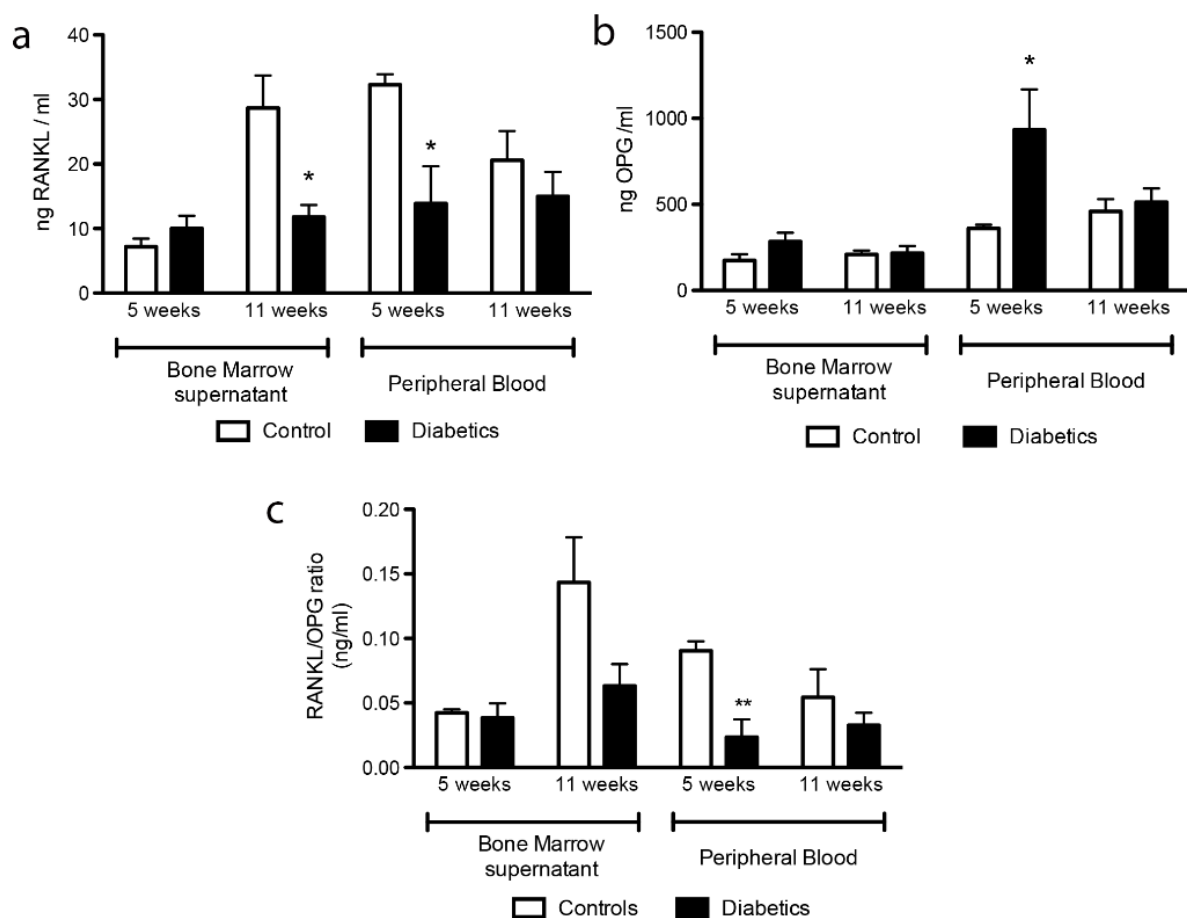 a
40
30
20
10
0
ng RANKL / ml
*
*
5 weeks 11 weeks 5 weeks 11 weeks
Bone Marrow
supernatant
Peripheral Blood
Control Diabetics
b
1500
1000
500
0
ng OPG /ml
*
5 weeks 11 weeks 5 weeks 11 weeks
Bone Marrow
supernatant
Peripheral Blood
Control Diabetics
c
0.20
0.15
0.10
0.05
0.00
RANKL/OPG ratio
(ng/ml)
**
5 weeks 11 weeks 5 weeks 11 weeks
Bone Marrow
supernatant
Peripheral Blood
Controls Diabetics